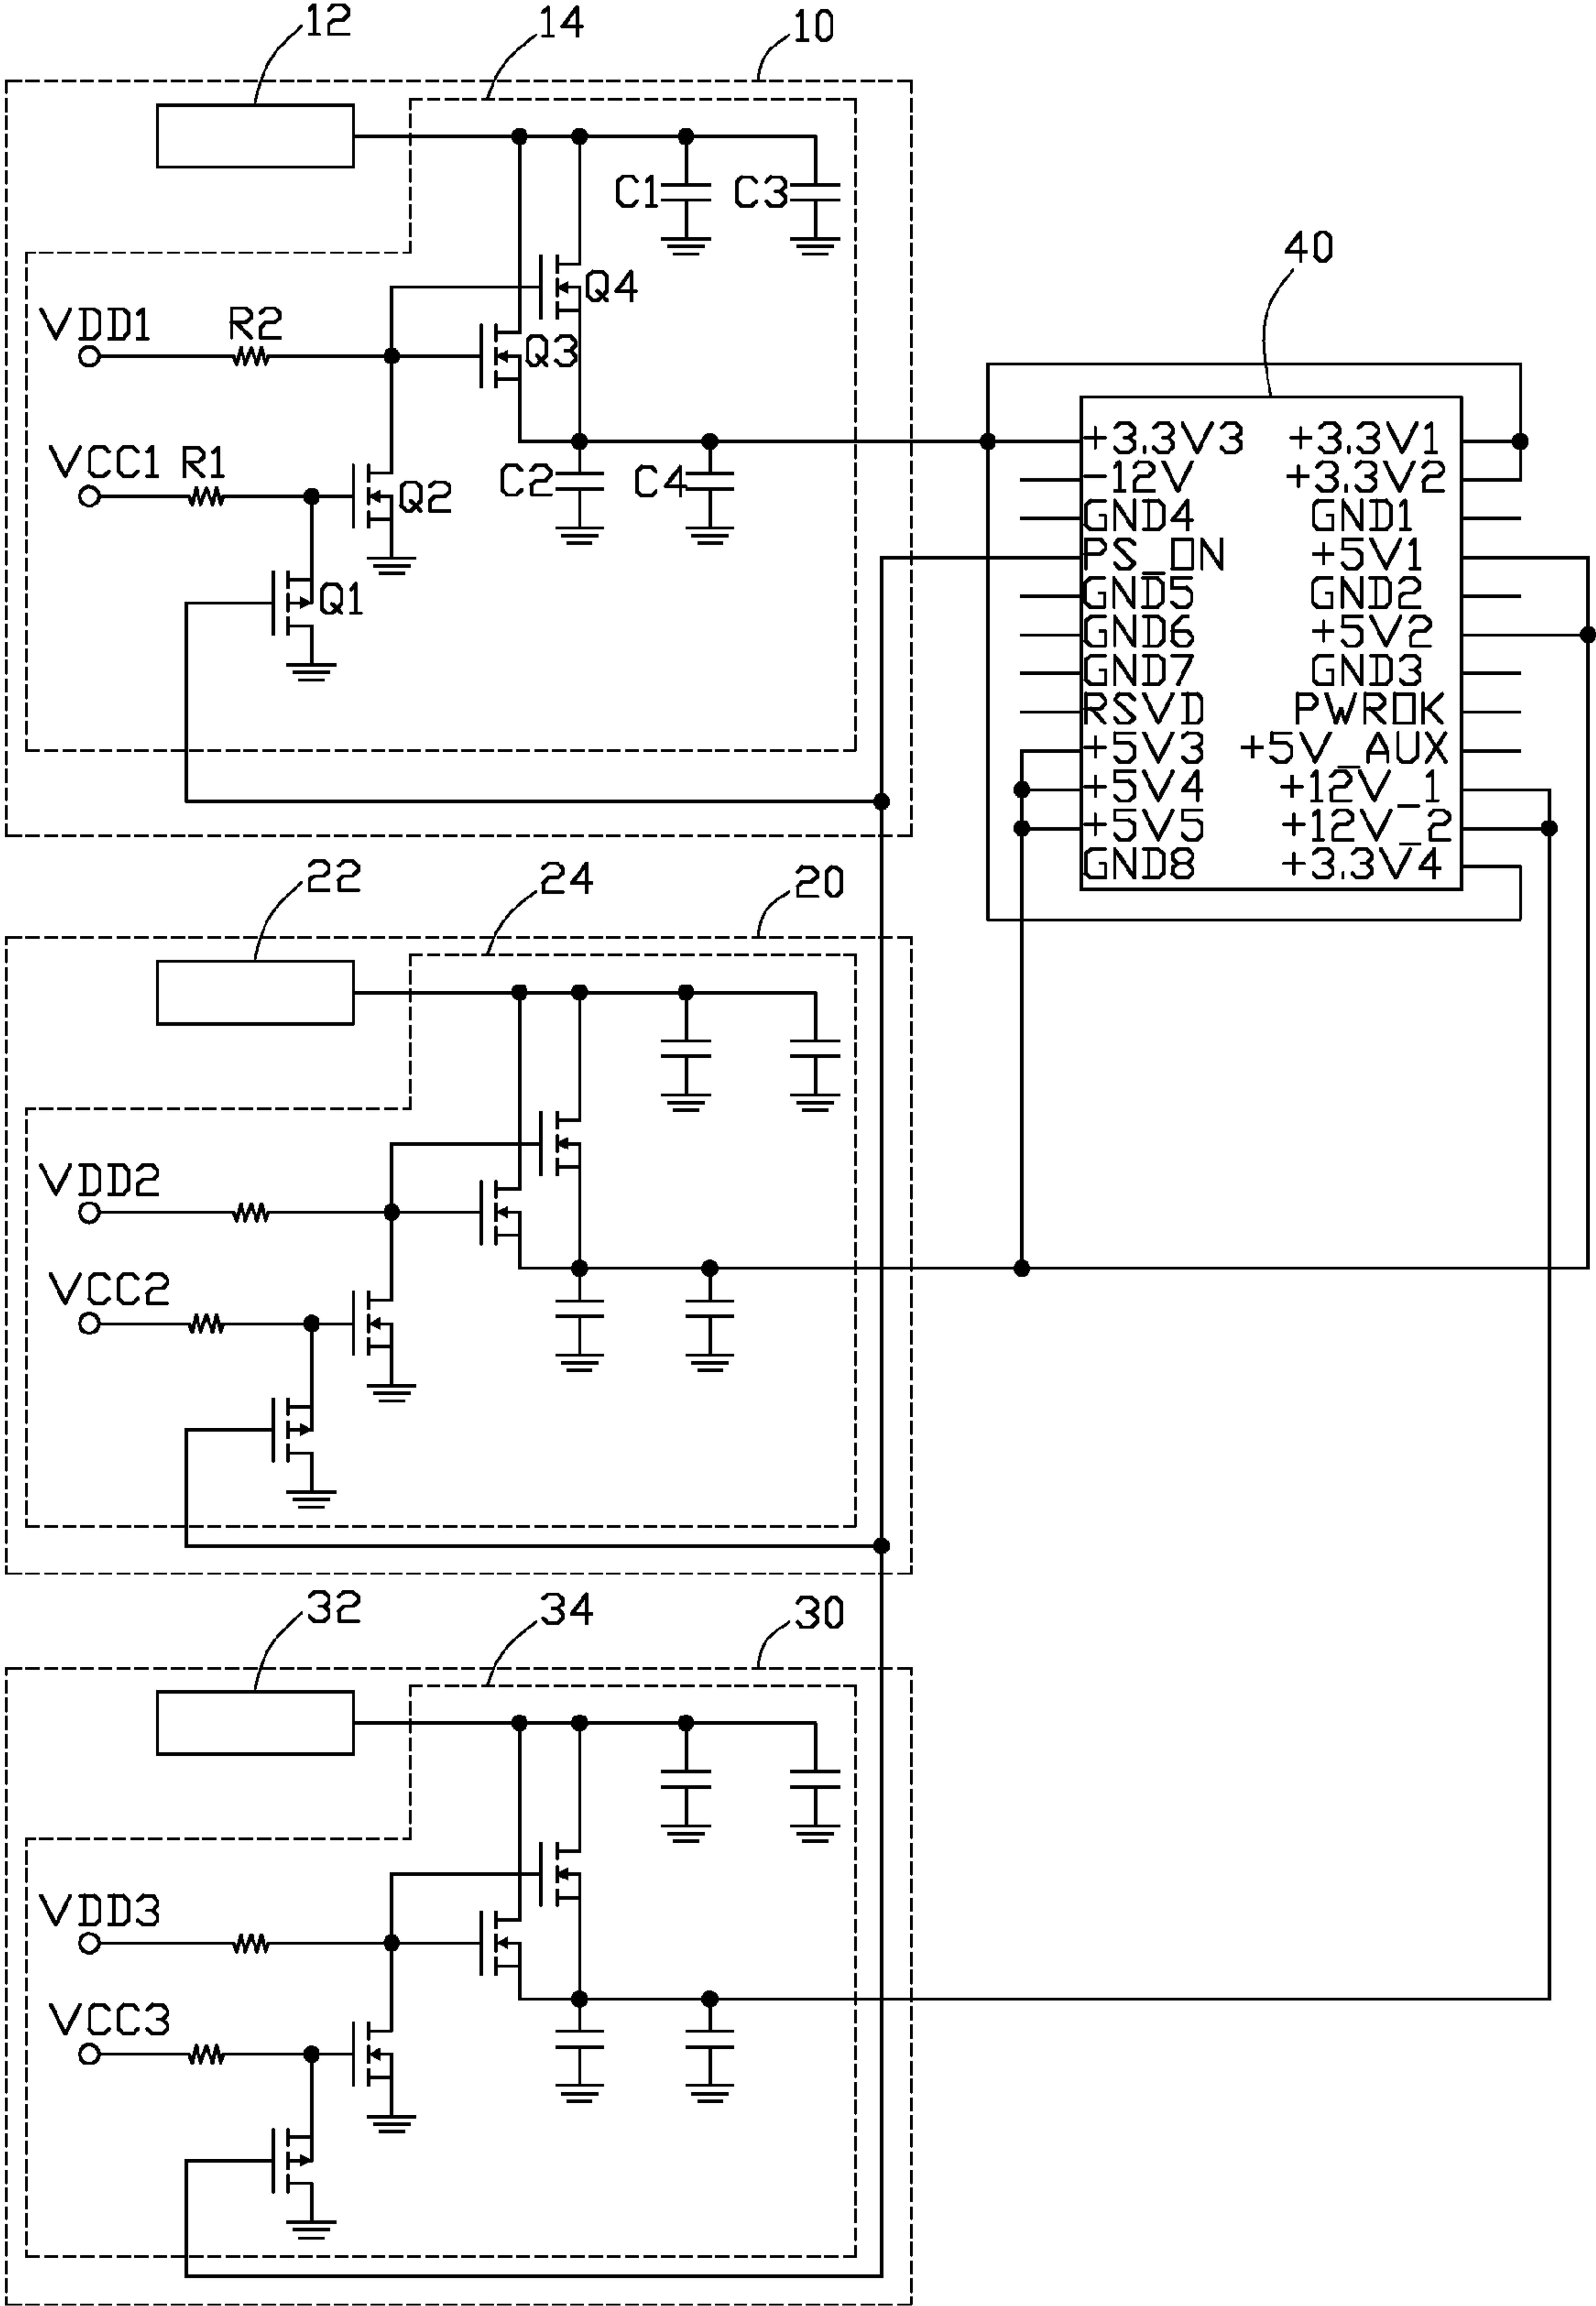 12
14
10
C1
C3
40
Q4
VDD1
R2
Q3
+3.3V3 +3.3V1
VCC1 R1
C2
C4
-12V +3.3V2
Q2
GND4 GND1
PS_ON +5V1
Q1
GND5 GND2
GND6 +5V2
GND7 GND3
RSVD PWROK
+5V3 +5V_AUX
+5V4 +12V_1
+5V5 +12V_2
GND8 +3.3V4
22
24
20
VDD2
VCC2
32
34
30
VDD3
VCC3